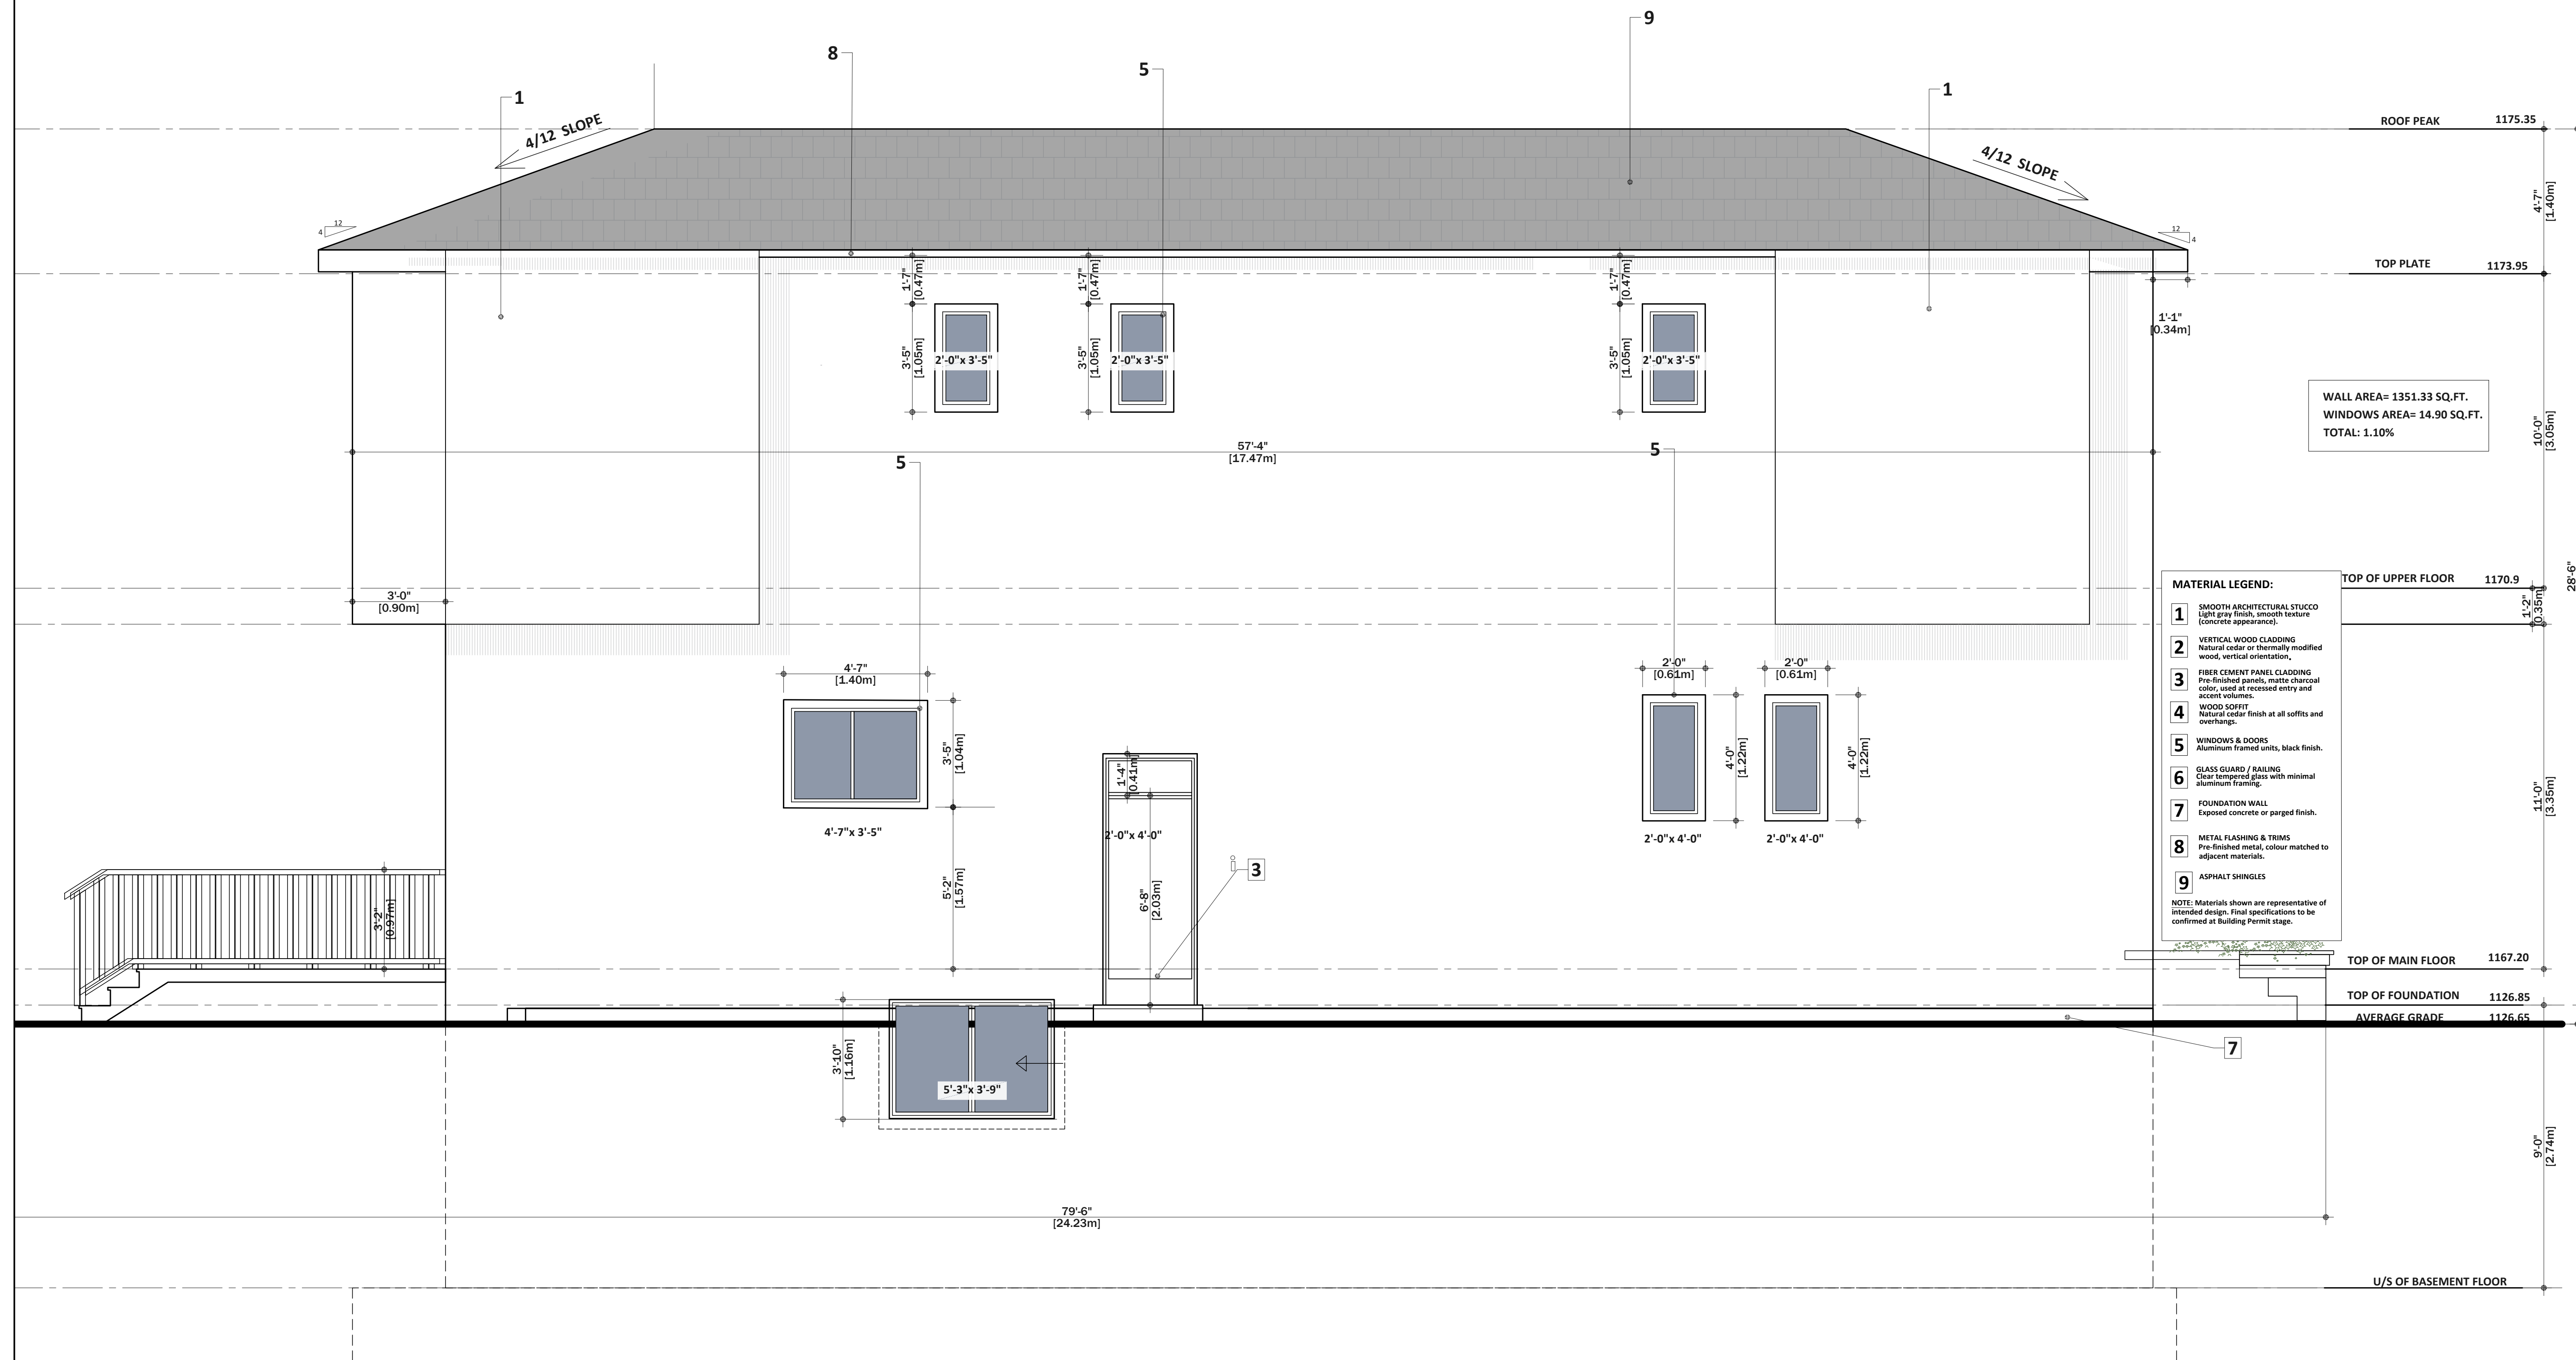 9
8
5
1
1
4/12 SLOPE
4/12 SLOPE
ROOF PEAK 1175.35
12
4
12
4
4'-7"
[1.40m]
TOP PLATE 1173.95
1'-7"
[0.47m]
1'-7"
[0.47m]
1'-7"
[0.47m]
1'-1"
[0.34m]
3'-5"
[1.05m]
2'-0"x 3'-5"
3'-5"
[1.05m]
2'-0"x 3'-5"
3'-5"
[1.05m]
2'-0"x 3'-5"
WALL AREA= 1351.33 SQ.FT.
WINDOWS AREA= 14.90 SQ.FT.
TOTAL: 1.10%
10'-0"
[3.05m]
57'-4"
[17.47m]
5
5
TOP OF UPPER FLOOR 1170.9
28'-6"
1'-2"
[0.35m]
3'-0"
[0.90m]
MATERIAL LEGEND:
1
SMOOTH ARCHITECTURAL STUCCO
Light gray finish, smooth texture
(concrete appearance).
2
VERTICAL WOOD CLADDING
Natural cedar or thermally modified
wood, vertical orientation.
3
FIBER CEMENT PANEL CLADDING
Pre-finished panels, matte charcoal
color, used at recessed entry and
accent volumes.
4
WOOD SOFFIT
Natural cedar finish at all soffits and
overhangs.
5
WINDOWS & DOORS
Aluminum framed units, black finish.
6
GLASS GUARD / RAILING
Clear tempered glass with minimal
aluminum framing.
7
FOUNDATION WALL
Exposed concrete or parged finish.
8
METAL FLASHING & TRIMS
Pre-finished metal, colour matched to
adjacent materials.
9
ASPHALT SHINGLES
NOTE: Materials shown are representative of
intended design. Final specifications to be
confirmed at Building Permit stage.
4'-7"
[1.40m]
2'-0"
[0.61m]
2'-0"
[0.61m]
3'-5"
[1.04m]
4'-0"
[1.22m]
4'-0"
[1.22m]
1'-4"
[0.41m]
11'-0"
[3.35m]
4'-7"x 3'-5"
2'-0"x 4'-0"
2'-0"x 4'-0"
2'-0"x 4'-0"
3
5'-2"
[1.57m]
6'-8"
[2.03m]
3'-2"
[0.97m]
TOP OF MAIN FLOOR 1167.20
TOP OF FOUNDATION 1126.85
AVERAGE GRADE 1126.65
7
3'-10"
[1.16m]
5'-3"x 3'-9"
9'-0"
[2.74m]
79'-6"
[24.23m]
U/S OF BASEMENT FLOOR